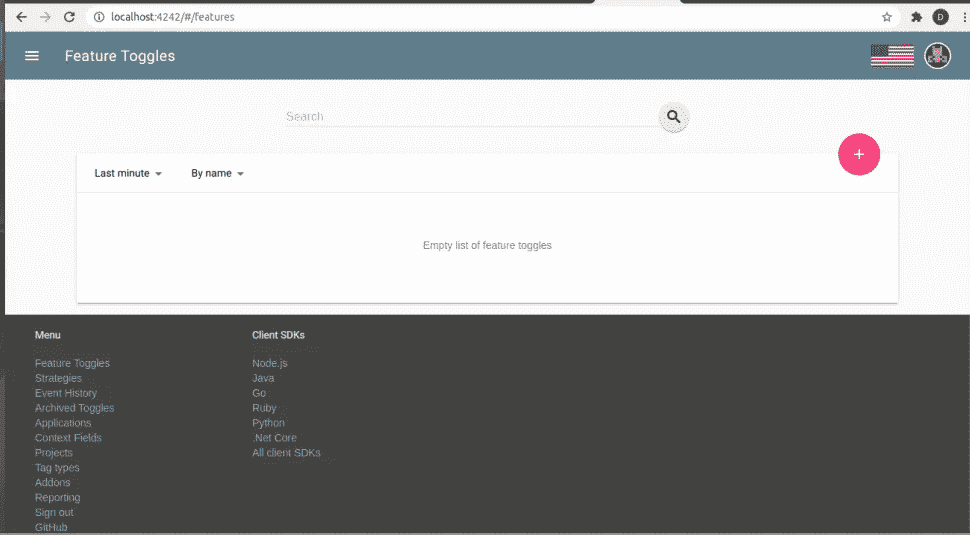 localhost:4242/#/features
D
Feature Toggles
Search
+
Last minute By name
Empty list of feature toggles
Menu
Feature Toggles
Strategies
Event History
Archived Toggles
Applications
Context Fields
Projects
Tag types
Addons
Reporting
Sign out
GitHub
Client SDKs
Node.js
Java
Go
Ruby
Python
.Net Core
All client SDKs